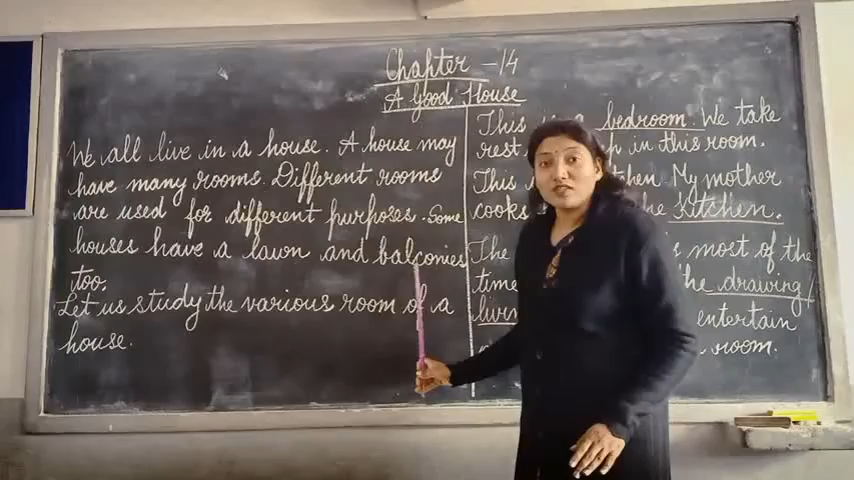 Chapter - 14
A Good House
We all live in a house. A house may
have many rooms. Different rooms
are used for different purposes. Some
houses have a lawn and balconies
too.
Let us study the various room of a
house.
This is a bedroom. We take
rest in this room.
This My mother
cooks Kitchen.
The most of the
time the drawing/
entertain
room.